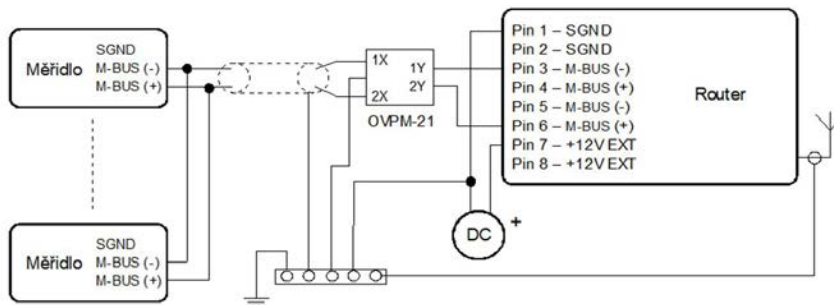 Měřidlo
SGND
M-BUS (-)
M-BUS (+)
Měřidlo
SGND
M-BUS (-)
M-BUS (+)
1X
2X
1Y
2Y
OVPM-21
DC
+
Pin 1 – SGND
Pin 2 – SGND
Pin 3 – M-BUS (-)
Pin 4 – M-BUS (+)
Pin 5 – M-BUS (-)
Pin 6 – M-BUS (+)
Pin 7 – +12V EXT
Pin 8 – +12V EXT
Router